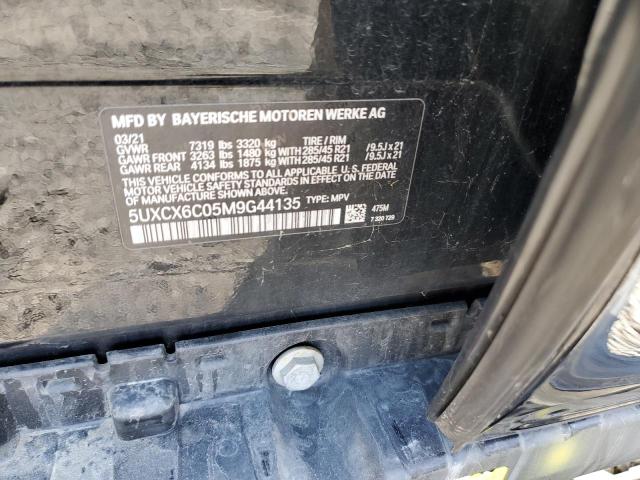 MFD BY BAYERISCHE MOTOREN WERKE AG
03/21
GVWR 7319 lbs 3320 kg TIRE / RIM
GAWR FRONT 3263 lbs 1480 kg WITH 285/45 R21 /9.5J x 21
GAWR REAR 4134 lbs 1875 kg WITH 285/45 R21 /9.5J x 21
THIS VEHICLE CONFORMS TO ALL APPLICABLE U. S. FEDERAL
MOTOR VEHICLE SAFETY STANDARDS IN EFFECT ON
THE DATE OF MANUFACTURE SHOWN ABOVE.
5UXCX6C05M9G44135 TYPE: MPV
475M
7 320 729